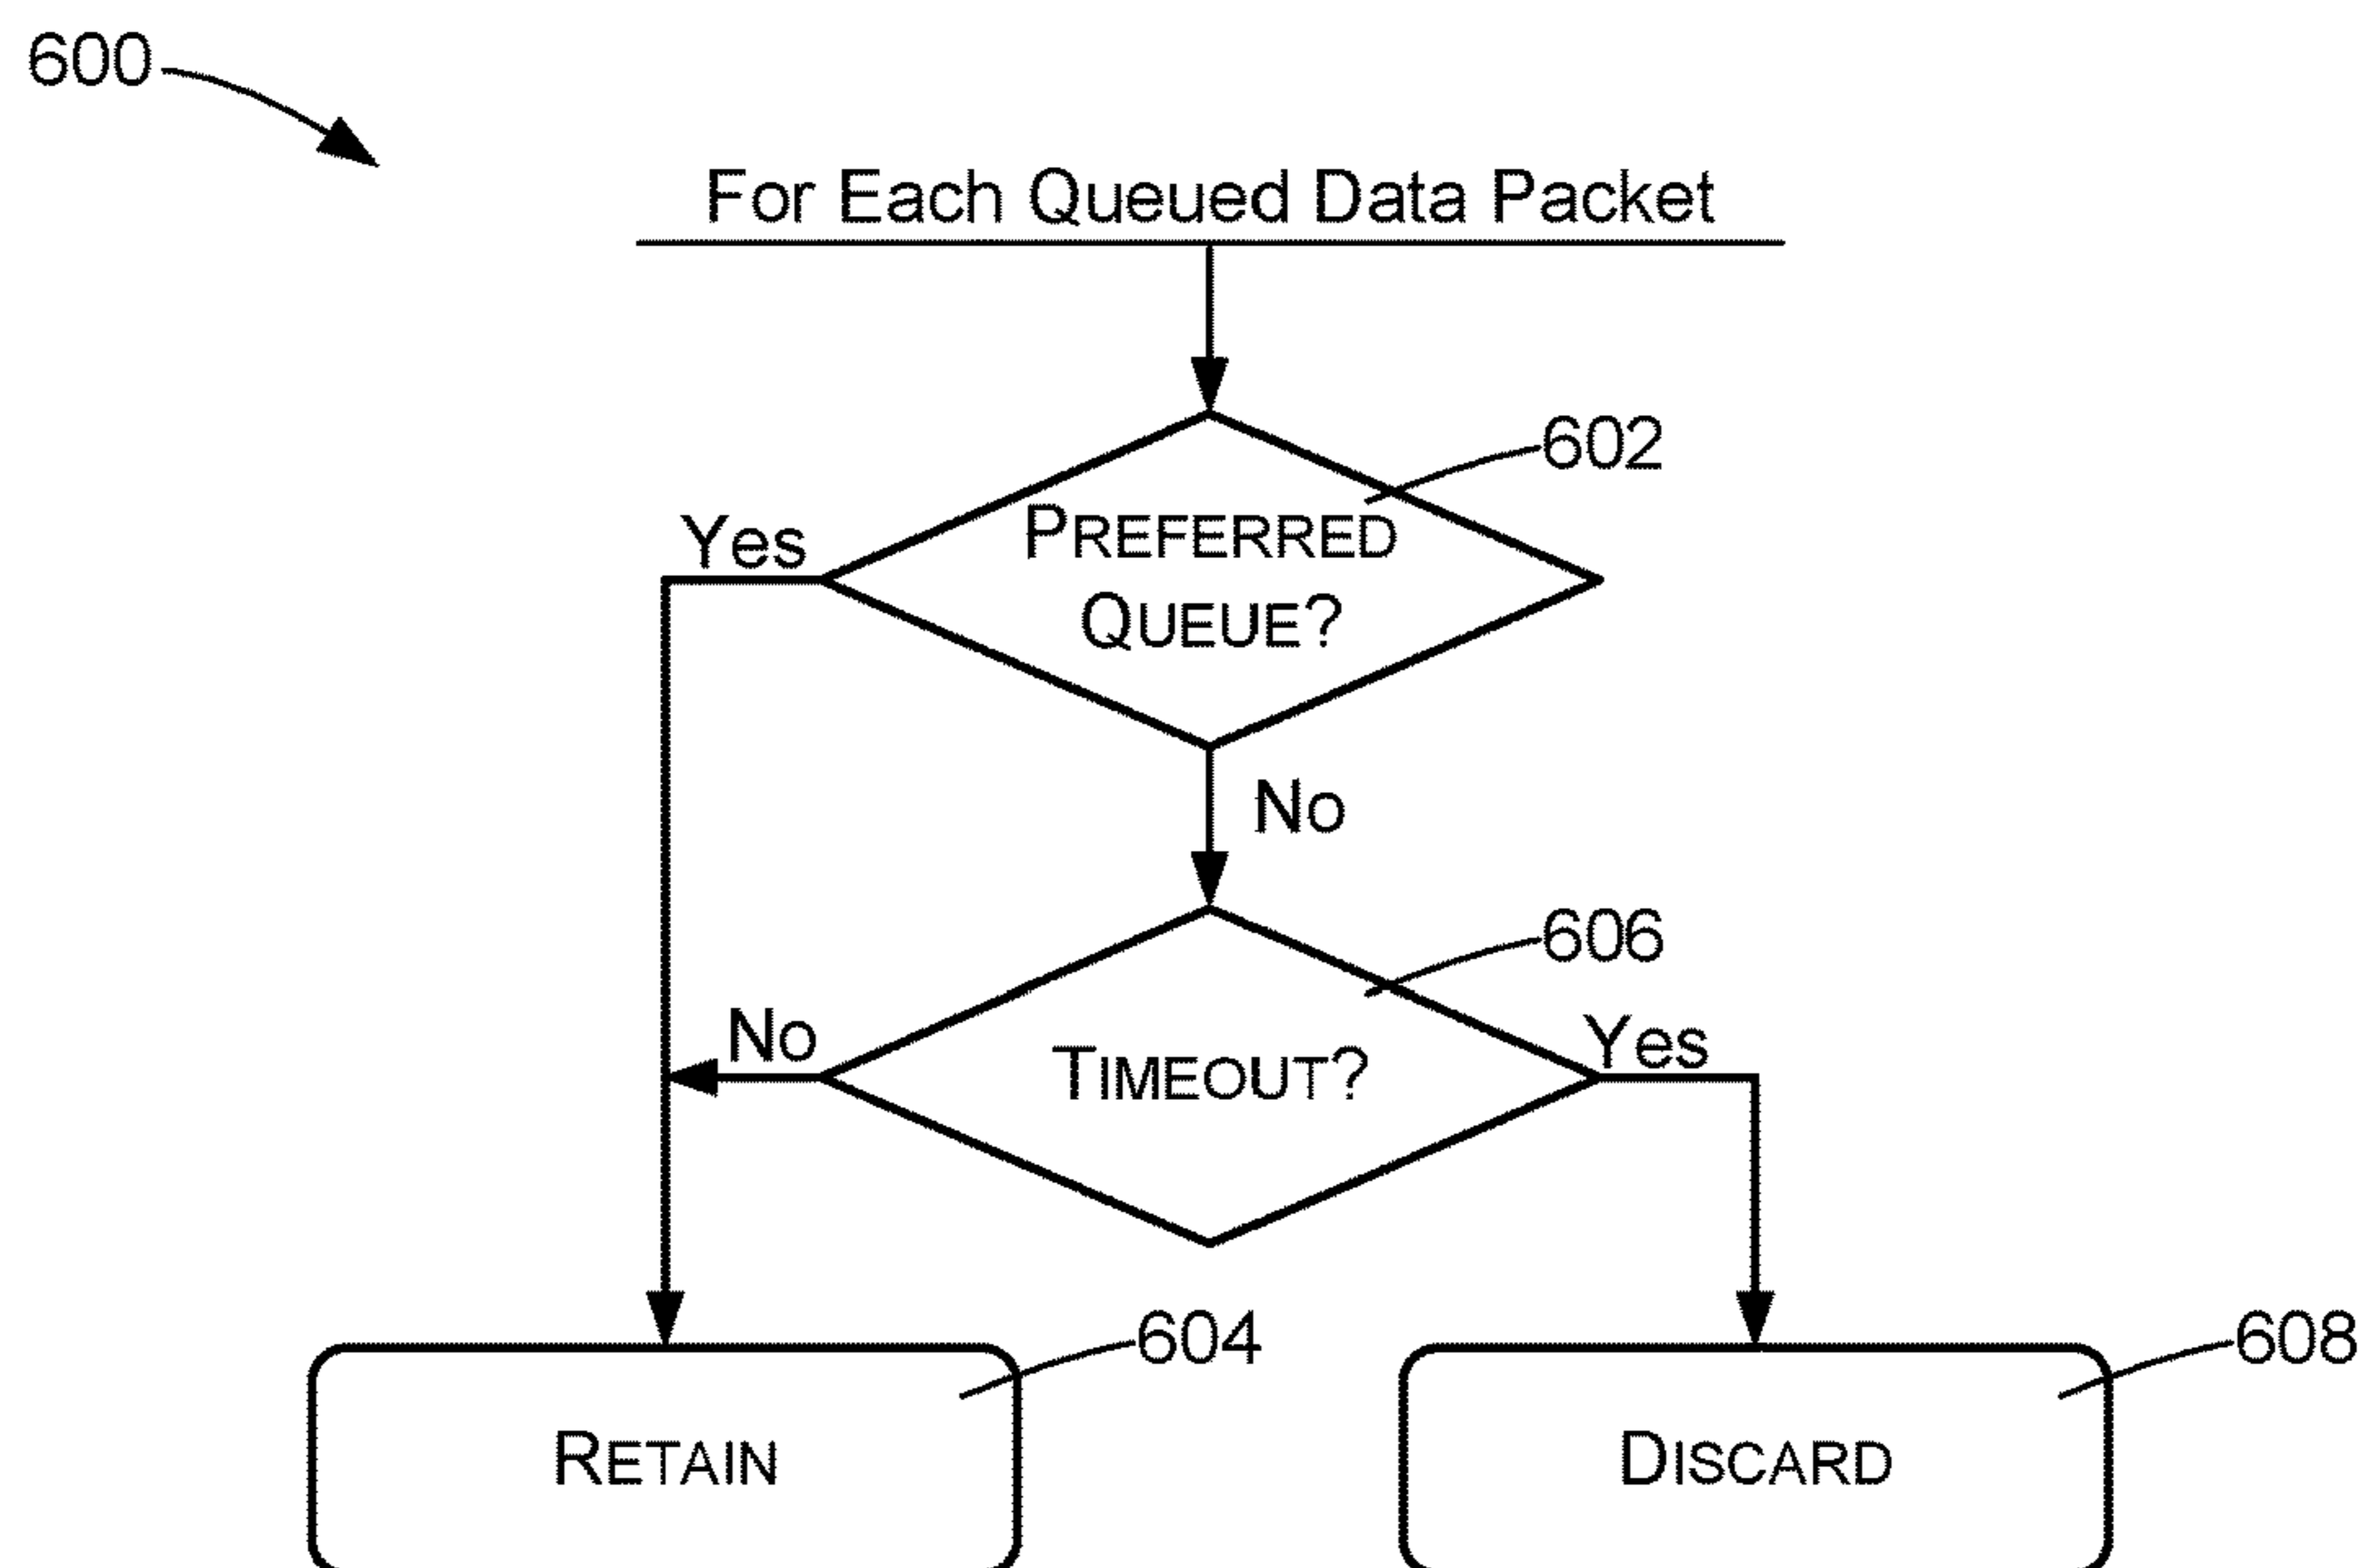 600
For Each Queued Data Packet
602
Yes
PREFERRED
QUEUE?
No
606
No
Yes
TIMEOUT?
604
608
RETAIN
DISCARD